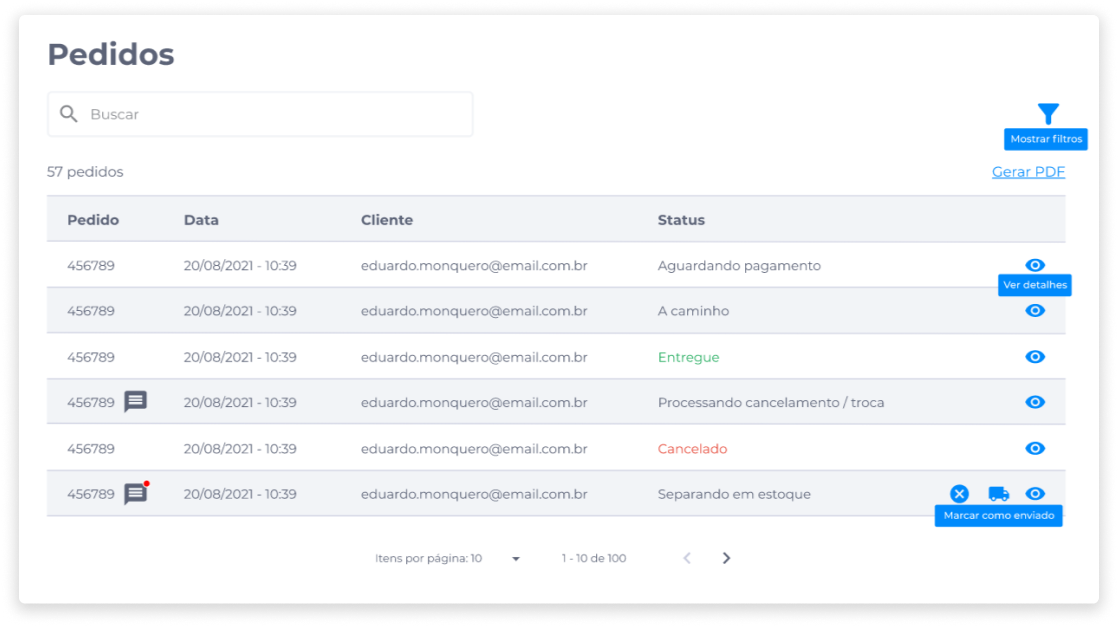 Pedidos
Buscar
Mostrar filtros
57 pedidos Gerar PDF
Pedido Data Cliente Status
456789 20/08/2021 - 10:39 eduardo.monquero@email.com.br Aguardando pagamento
Ver detalhes
456789 20/08/2021 - 10:39 eduardo.monquero@email.com.br A caminho
456789 20/08/2021 - 10:39 eduardo.monquero@email.com.br Entregue
456789 20/08/2021 - 10:39 eduardo.monquero@email.com.br Processando cancelamento / troca
456789 20/08/2021 - 10:39 eduardo.monquero@email.com.br Cancelado
456789 20/08/2021 - 10:39 eduardo.monquero@email.com.br Separando em estoque
Marcar como enviado
Itens por página: 10 1 - 10 de 100